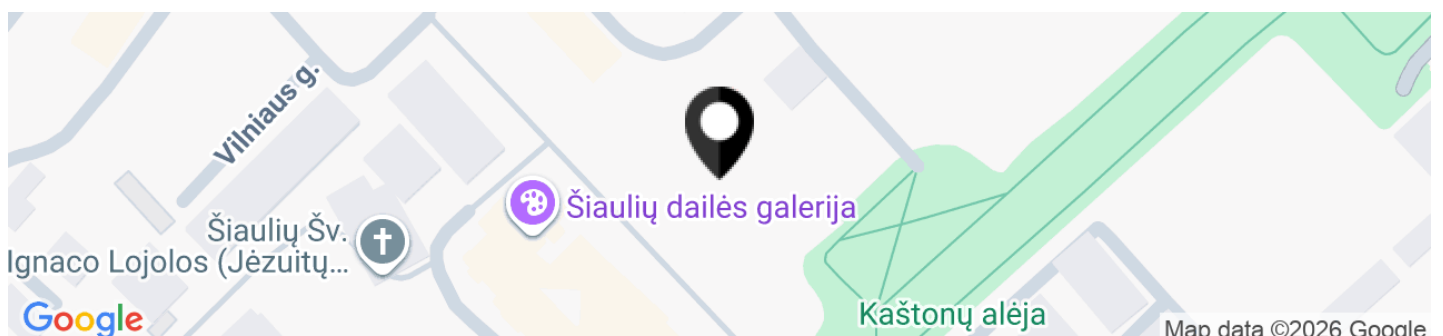 Vilniaus g.
Šiaulių dailės galerija
Šiaulių Šv.
Ignaco Lojolos (Jėzuitų...
Kaštonų alėja
Google
Map data ©2026 Google